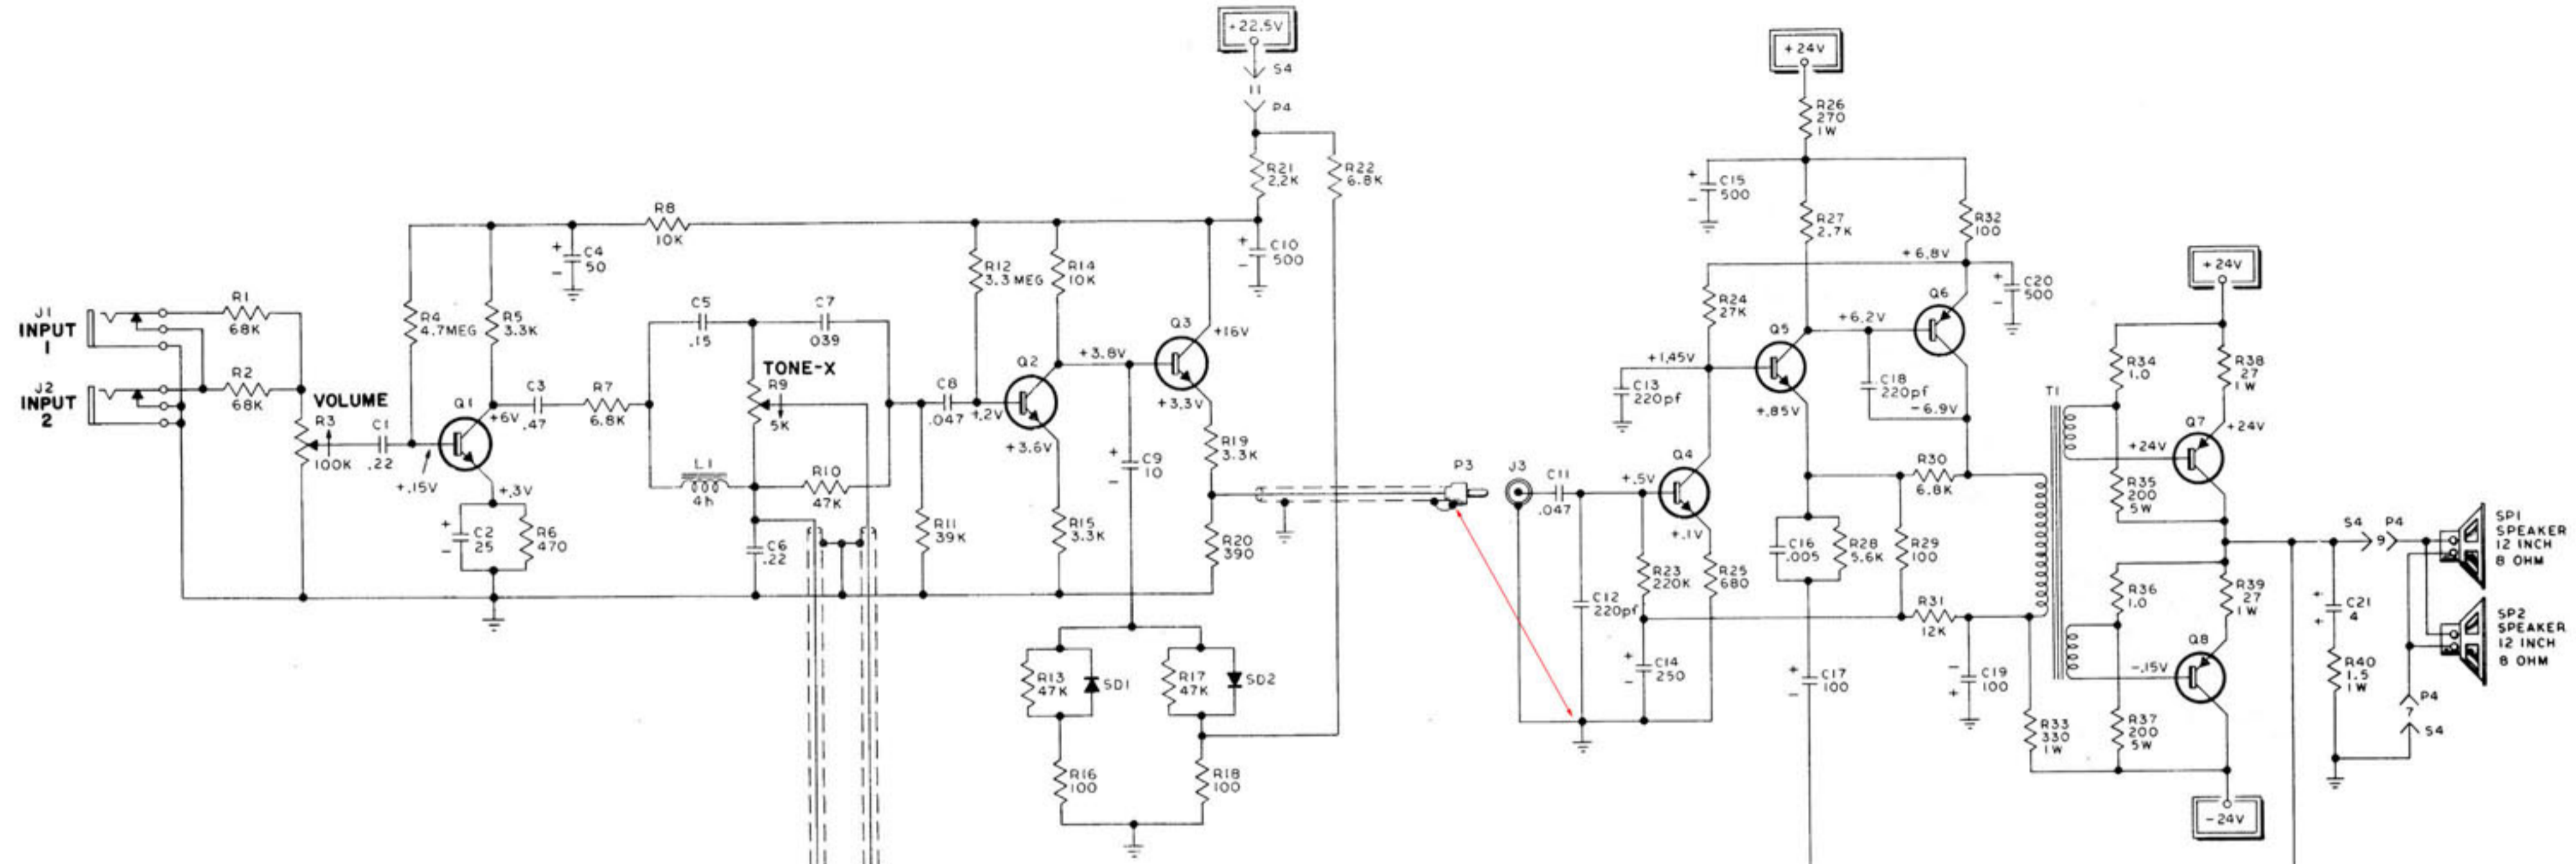 +22.5V
S4
11
P4
R21
2.2K
R22
6.8K
R8
10K
C4
50
+
-
R12
3.3 MEG
R14
10K
C10
500
+
-
J1
INPUT
1
R1
68K
J2
INPUT
2
R2
68K
VOLUME
R3
100K
C1
.22
R4
4.7MEG
R5
3.3K
Q1
+6V
+.15V
+.3V
C2
25
+
-
R6
470
C3
.47
R7
6.8K
C5
.15
C7
.039
TONE-X
R9
5K
L1
4h
R10
47K
C6
.22
R11
39K
C8
.047
+.2V
Q2
+3.6V
+3.8V
Q3
+16V
+3.3V
C9
10
+
-
R15
3.3K
R19
3.3K
R20
390
R13
47K
SD1
R17
47K
SD2
R16
100
R18
100
P3
J3
C11
.047
+24V
R26
270
1W
C15
500
+
-
R27
2.7K
R32
100
+6.8V
C20
500
+
-
R24
27K
Q5
+6.2V
Q6
+1.45V
C13
220pf
C18
220pf
-6.9V
+.85V
Q4
+.5V
+.1V
R30
6.8K
C12
220pf
R23
220K
R25
680
C16
.005
R28
5.6K
R29
100
R31
12K
C14
250
+
-
C17
100
+
-
C19
100
-
+
R33
330
1W
T1
+24V
R34
1.0
R38
.27
1W
Q7
+24V
+24V
R35
200
5W
R36
1.0
R39
.27
1W
Q8
-.15V
R37
200
5W
-24V
S4
9
P4
C21
4
+
+
R40
1.5
1W
P4
7
S4
SP1
SPEAKER
12 INCH
8 OHM
SP2
SPEAKER
12 INCH
8 OHM